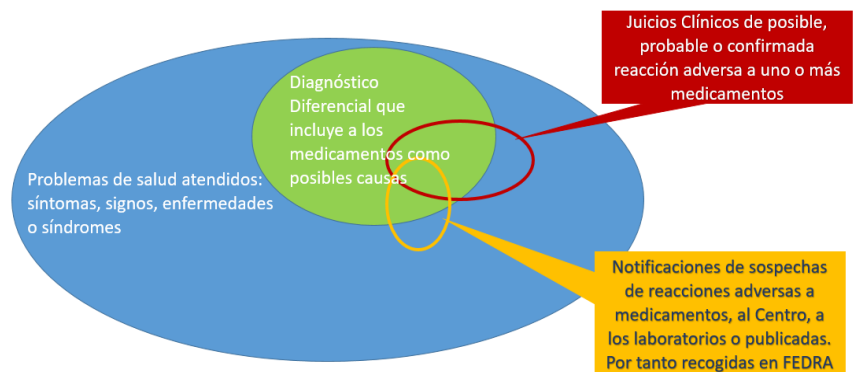 Juicios Clínicos de posible,
probable o confirmada
reacción adversa a uno o más
medicamentos
Diagnóstico
Diferencial que
incluye a los
medicamentos como
posibles causas
Problemas de salud atendidos:
síntomas, signos, enfermedades
o síndromes
Notificaciones de sospechas
de reacciones adversas a
medicamentos, al Centro, a
los laboratorios o publicadas.
Por tanto recogidas en FEDRA